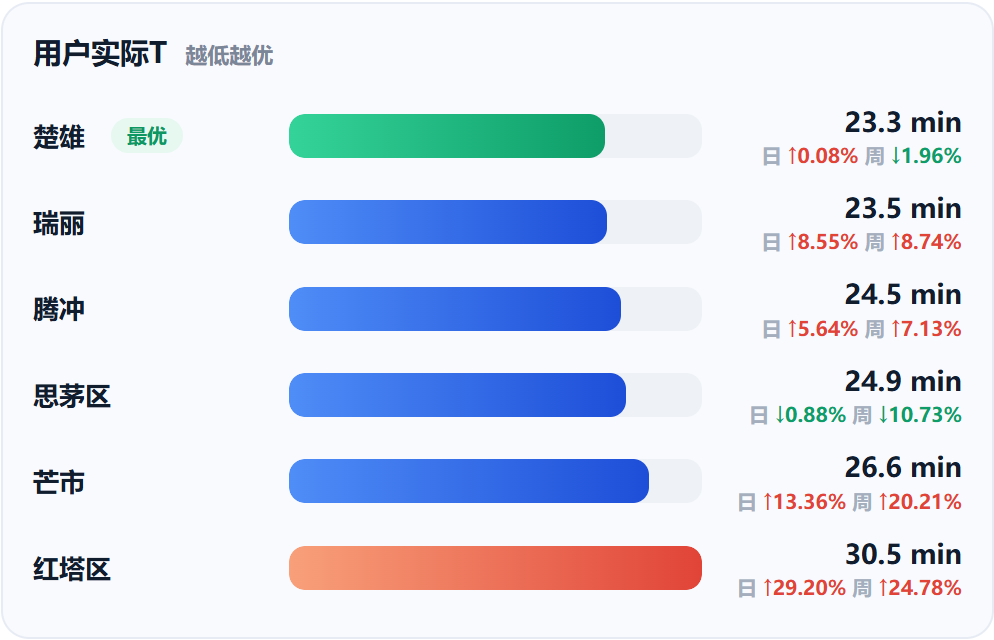 用户实际T 越低越优
楚雄 最优 23.3 min
日 ↑0.08% 周 ↓1.96%
瑞丽 23.5 min
日 ↑8.55% 周 ↑8.74%
腾冲 24.5 min
日 ↑5.64% 周 ↑7.13%
思茅区 24.9 min
日 ↓0.88% 周 ↓10.73%
芒市 26.6 min
日 ↑13.36% 周 ↑20.21%
红塔区 30.5 min
日 ↑29.20% 周 ↑24.78%